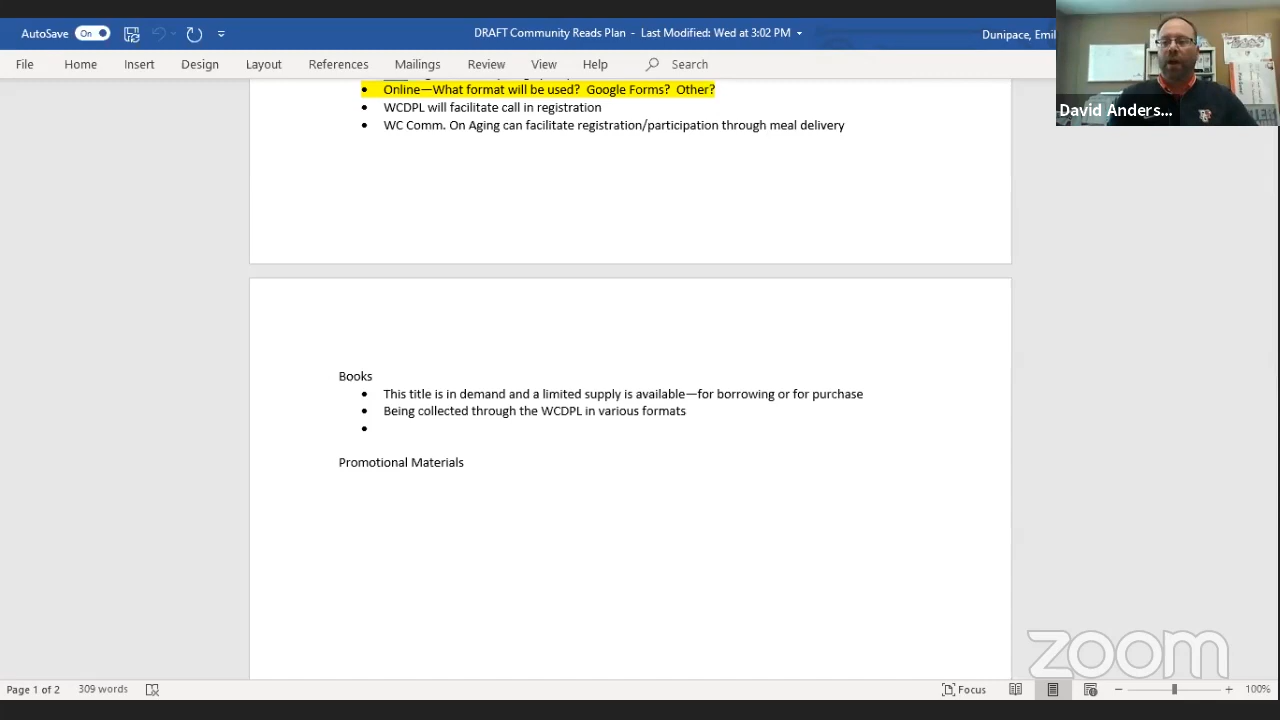 AutoSave On
DRAFT Community Reads Plan - Last Modified: Wed at 3:02 PM
Dunipace, Emil
File Home Insert Design Layout References Mailings Review View Help Search
David Anders...
• Online—What format will be used? Google Forms? Other?
• WCDPL will facilitate call in registration
• WC Comm. On Aging can facilitate registration/participation through meal delivery
Books
• This title is in demand and a limited supply is available—for borrowing or for purchase
• Being collected through the WCDPL in various formats
•
Promotional Materials
zoom
Page 1 of 2 309 words Focus 100%